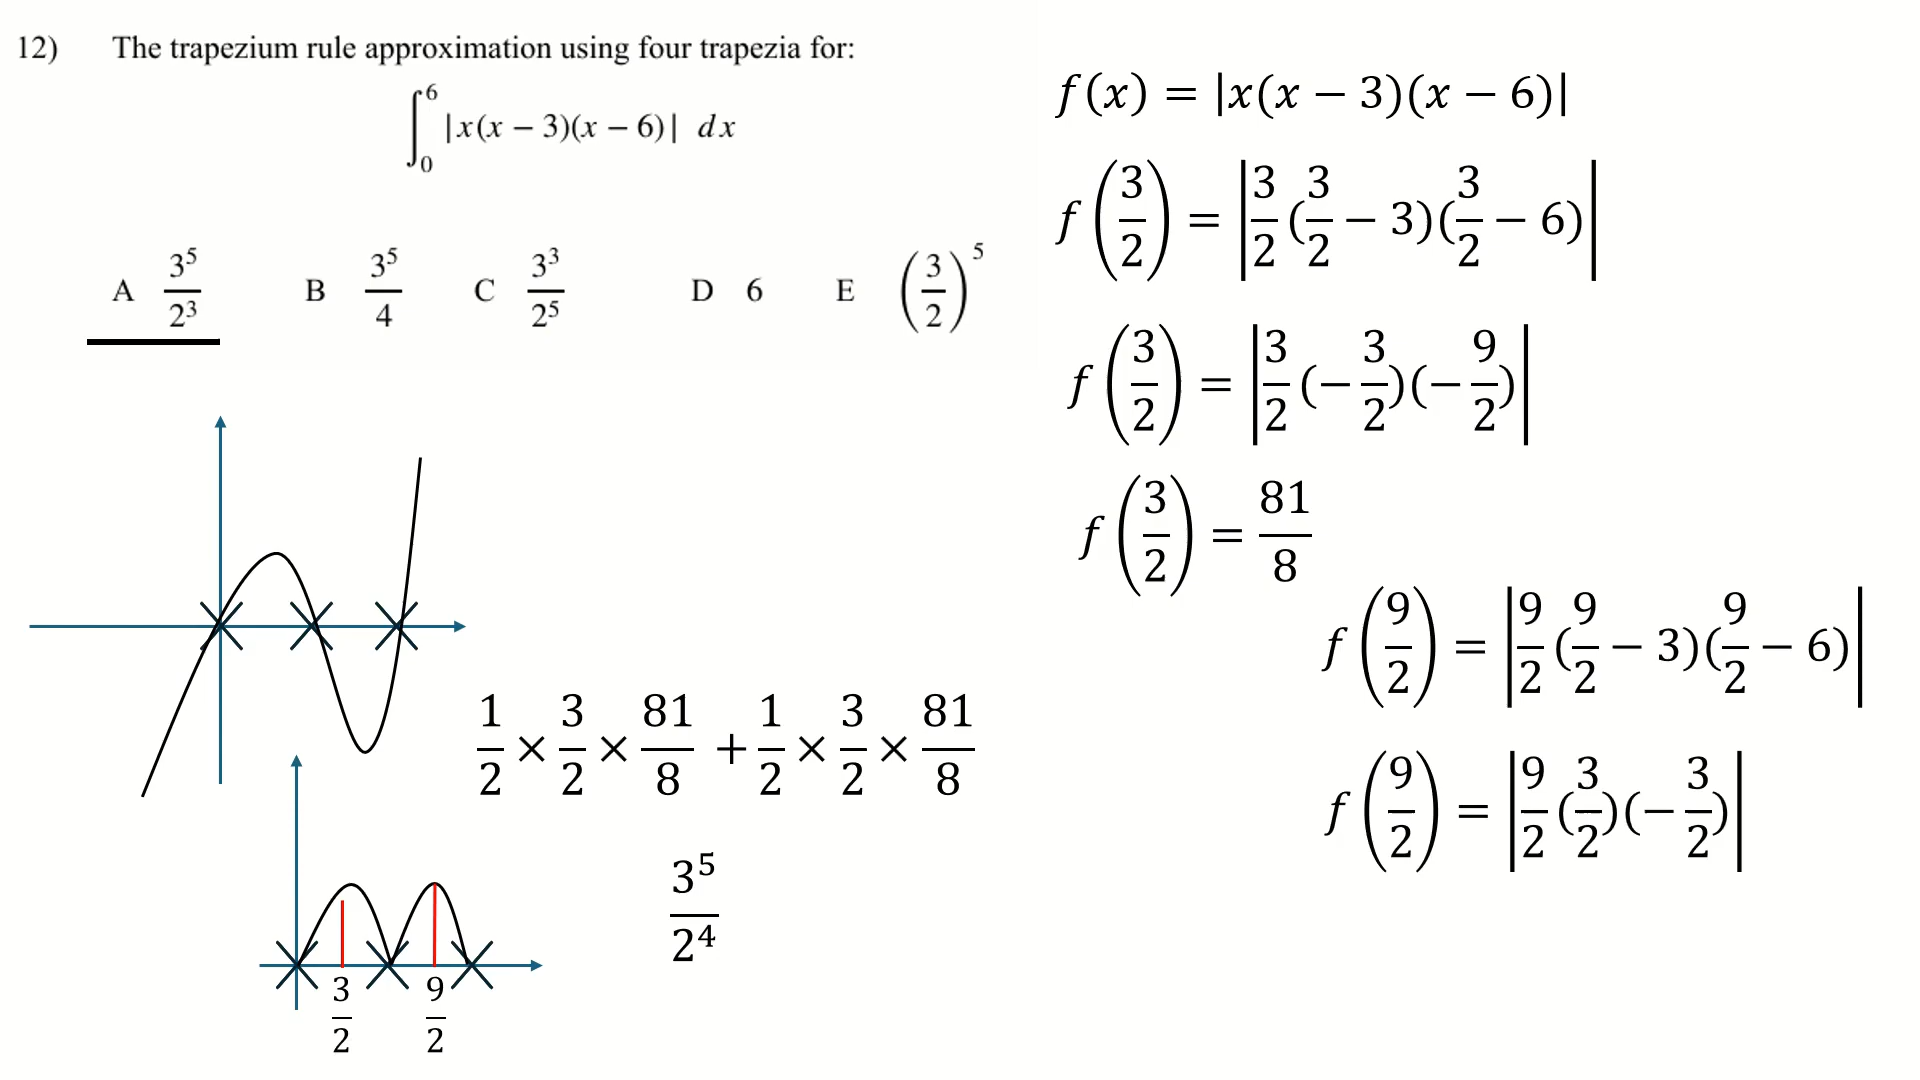 12) The trapezium rule approximation using four trapezia for:
∫₀⁶ |x(x − 3)(x − 6)| dx
A 3⁵/2³ B 3⁵/4 C 3³/2⁵ D 6 E (3/2)⁵
f(x) = |x(x − 3)(x − 6)|
f(3/2) = |3/2(3/2 − 3)(3/2 − 6)|
f(3/2) = |3/2(−3/2)(−9/2)|
f(3/2) = 81/8
f(9/2) = |9/2(9/2 − 3)(9/2 − 6)|
f(9/2) = |9/2(3/2)(−3/2)|
1/2 × 3/2 × 81/8 + 1/2 × 3/2 × 81/8
3⁵/2⁴
3/2 9/2